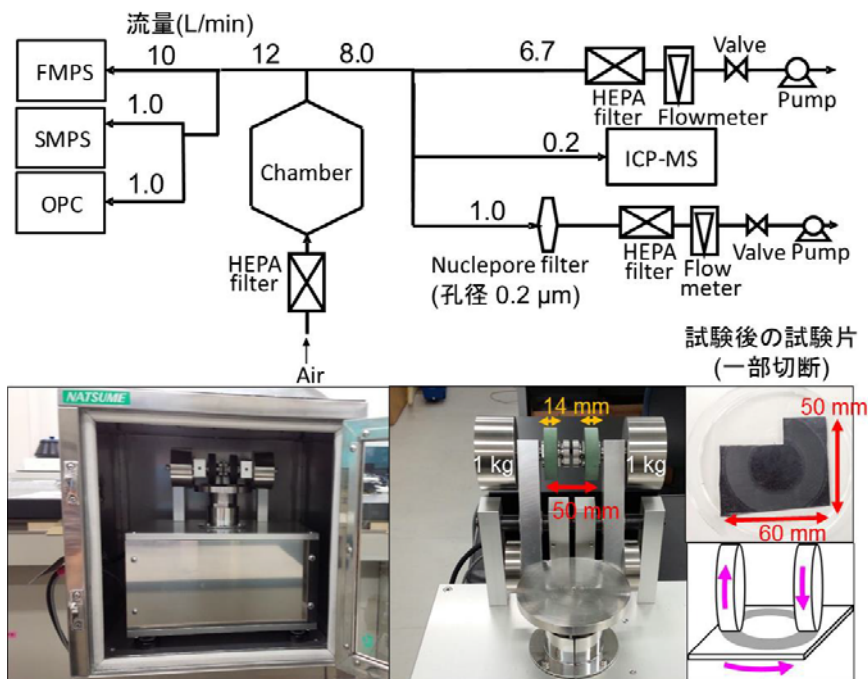 流量(L/min)
10
12
8.0
6.7
Valve
FMPS
HEPA
filter
Flowmeter
Pump
1.0
SMPS
0.2
ICP-MS
Chamber
1.0
OPC
1.0
HEPA
filter
Nuclepore filter
(孔径 0.2 µm)
HEPA
filter
Flow
meter
Valve
Pump
Air
試験後の試験片
(一部切断)
NATSUME
14 mm
1 kg
1 kg
50 mm
50 mm
60 mm